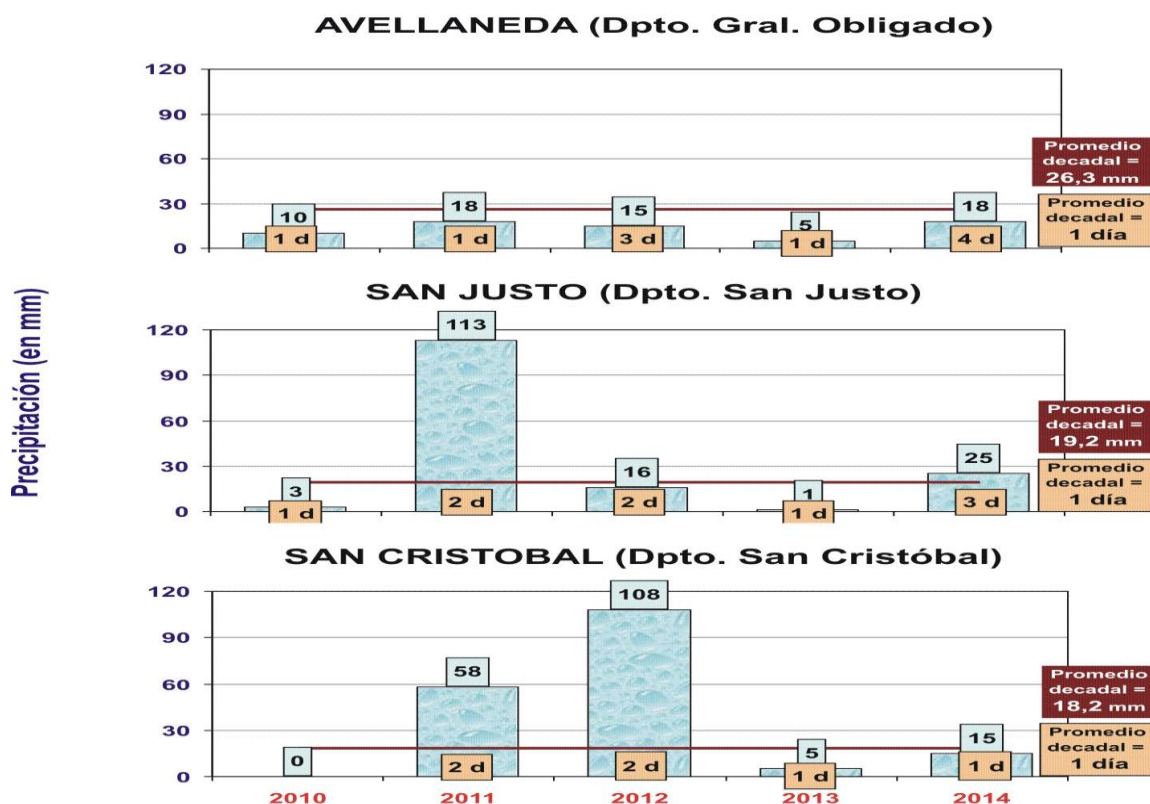 AVELLANEDA (Dpto. Gral. Obligado)
120
90
60
30
0
10
18
15
5
18
1 d
1 d
3 d
1 d
4 d
Promedio
decadal =
26,3 mm
Promedio
decadal =
1 día
Precipitación (en mm)
SAN JUSTO (Dpto. San Justo)
120
90
60
30
0
3
113
16
1
25
1 d
2 d
2 d
1 d
3 d
Promedio
decadal =
19,2 mm
Promedio
decadal =
1 día
SAN CRISTOBAL (Dpto. San Cristóbal)
120
90
60
30
0
0
58
108
5
15
2 d
2 d
1 d
1 d
Promedio
decadal =
18,2 mm
Promedio
decadal =
1 día
2010
2011
2012
2013
2014